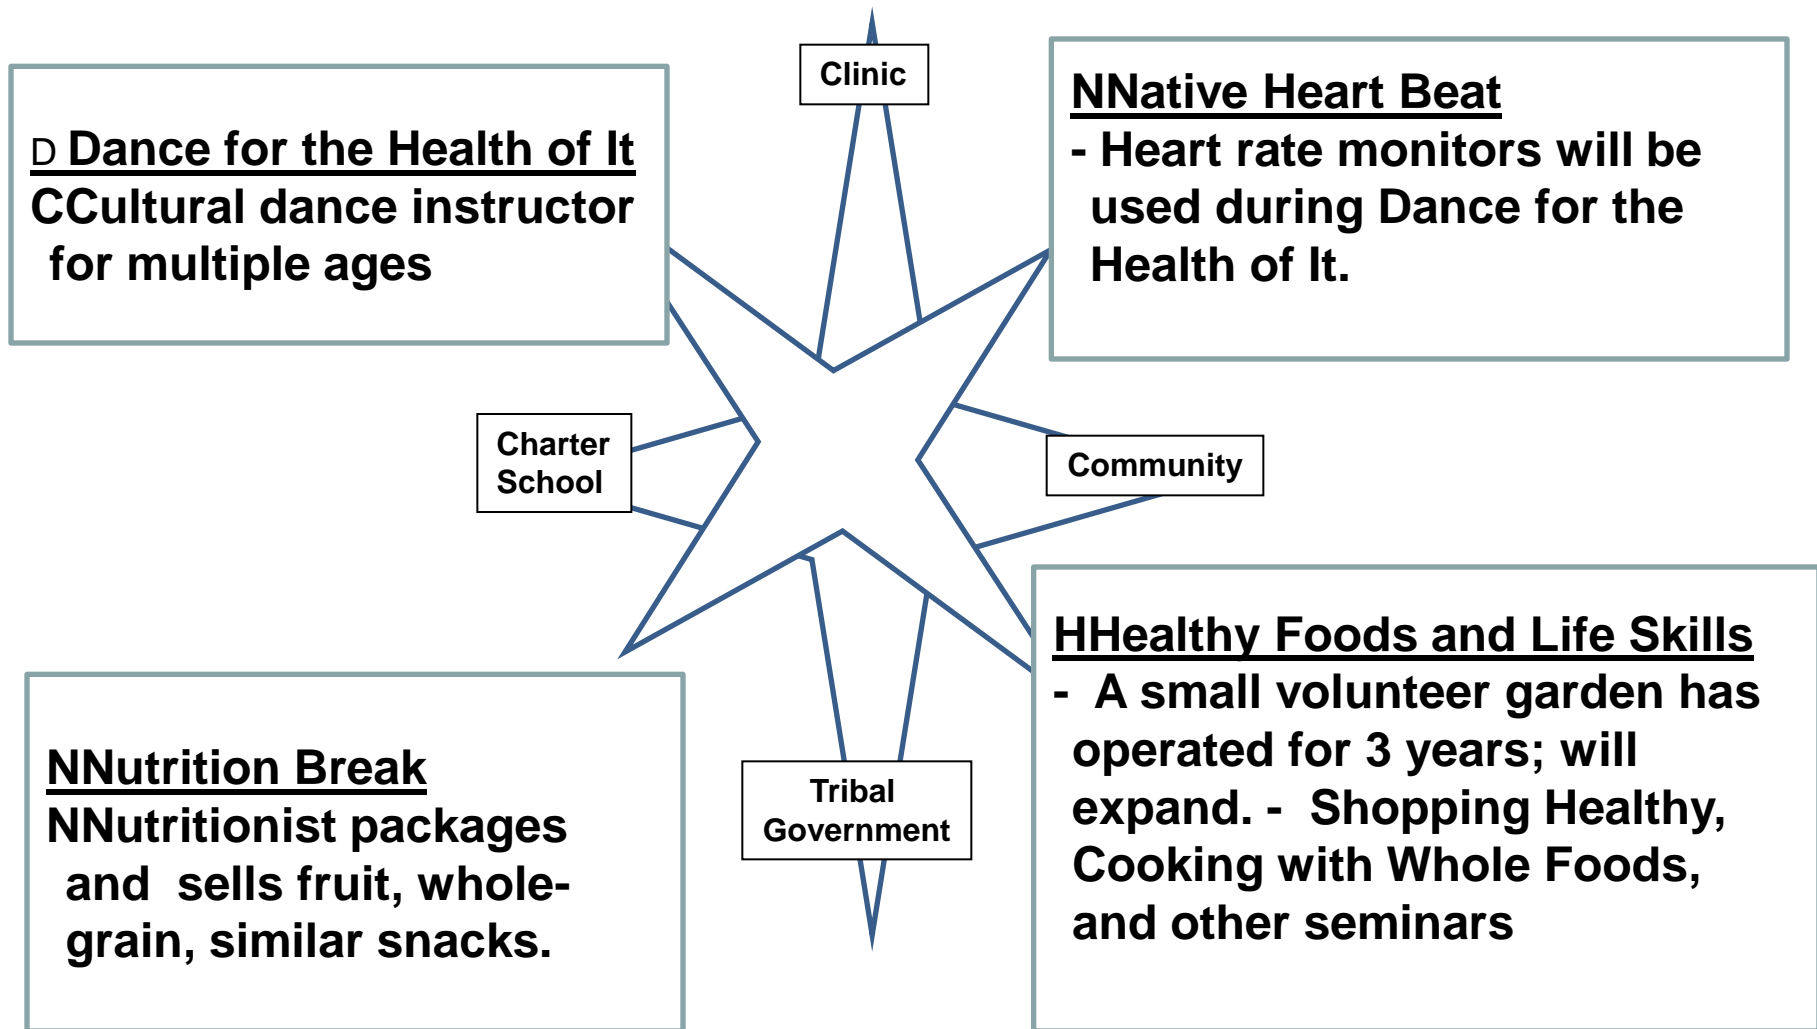 Clinic
D Dance for the Health of It
CCultural dance instructor
for multiple ages
NNative Heart Beat
- Heart rate monitors will be
used during Dance for the
Health of It.
Charter
School
Community
NNutrition Break
NNutritionist packages
and sells fruit, whole-
grain, similar snacks.
Tribal
Government
HHealthy Foods and Life Skills
- A small volunteer garden has
operated for 3 years; will
expand. - Shopping Healthy,
Cooking with Whole Foods,
and other seminars